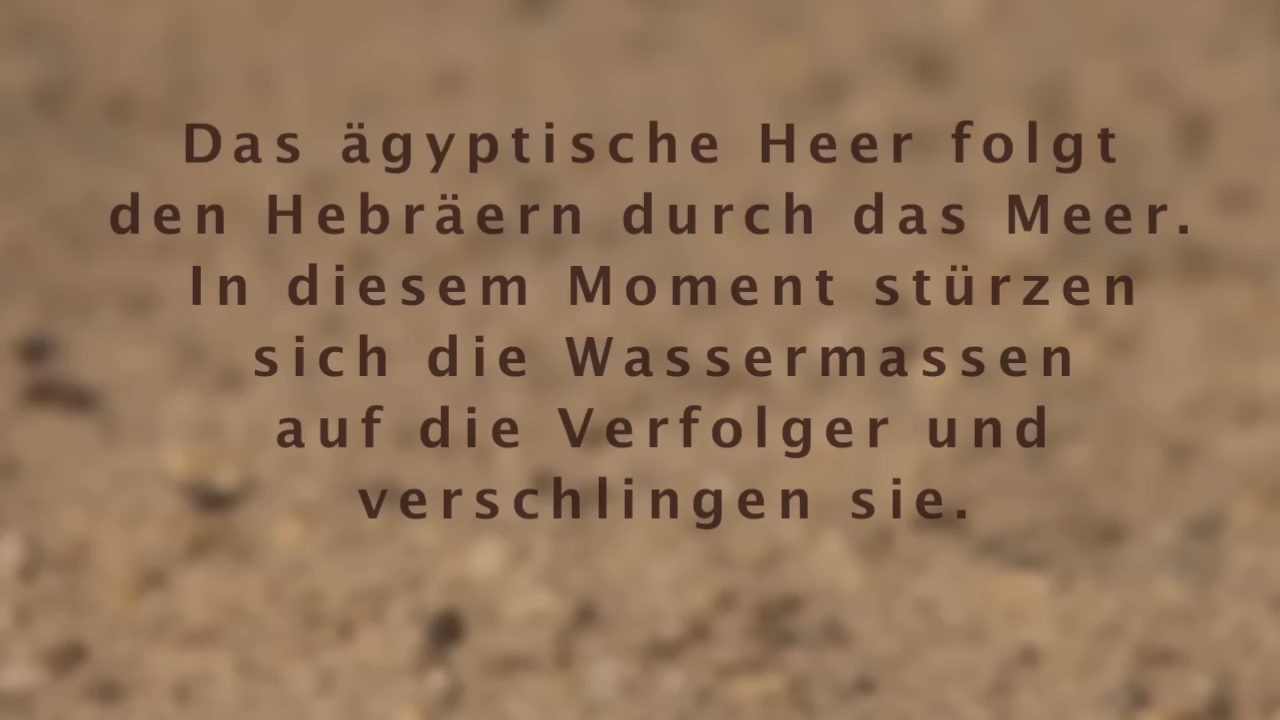 Das ägyptische Heer folgt
den Hebräern durch das Meer.
In diesem Moment stürzen
sich die Wassermassen
auf die Verfolger und
verschlingen sie.